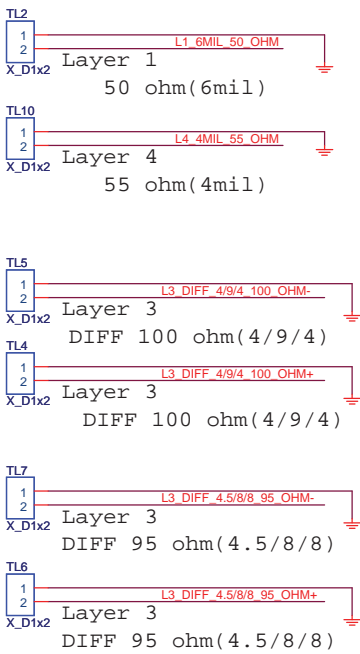 TL2
1
2
L1_6MIL_50_OHM
X_D1x2
Layer 1
50 ohm(6mil)
TL10
1
2
L4_4MIL_55_OHM
X_D1x2
Layer 4
55 ohm(4mil)
TL5
1
2
L3_DIFF_4/9/4_100_OHM-
X_D1x2
Layer 3
DIFF 100 ohm(4/9/4)
TL4
1
2
L3_DIFF_4/9/4_100_OHM+
X_D1x2
Layer 3
DIFF 100 ohm(4/9/4)
TL7
1
2
L3_DIFF_4.5/8/8_95_OHM-
X_D1x2
Layer 3
DIFF 95 ohm(4.5/8/8)
TL6
1
2
L3_DIFF_4.5/8/8_95_OHM+
X_D1x2
Layer 3
DIFF 95 ohm(4.5/8/8)